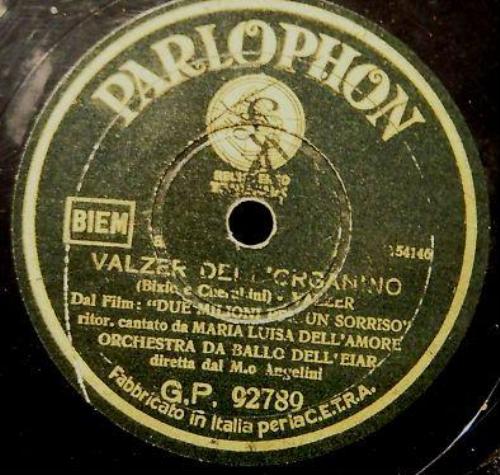 PARLOPHON
BIEM
154146
VALZER DELL'ORGANINO
(Bixio e Cherubini) - VALZER
Dal Film: "DUE MILIONI PER UN SORRISO"
ritor. cantato da MARIA LUISA DELL'AMORE
ORCHESTRA DA BALLO DELL'EIAR
diretta dal M.o Angelini
G.P. 92789
Fabbricato in Italia per la C.E.T.R.A.